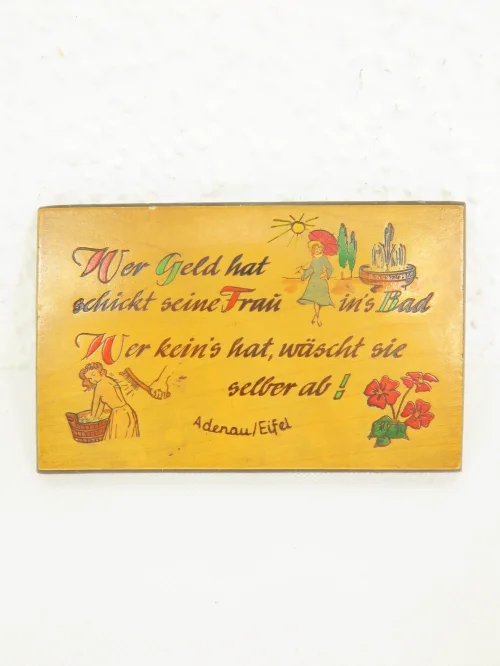 Wer Geld hat
schickt seine Frau in's Bad
Wer kein's hat, wäscht sie
selber ab!
Adenau/Eifel